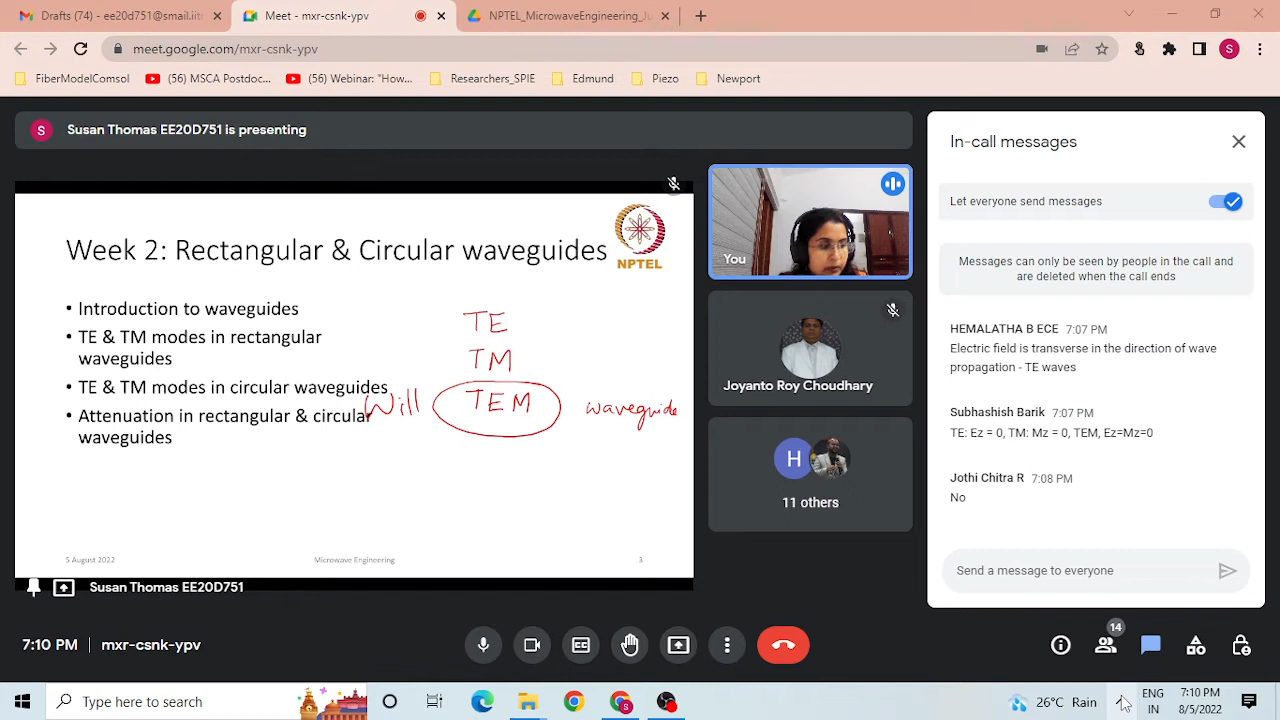 Drafts (74) - ee20d751@smail.iitm
Meet - mxr-csnk-ypv
NPTEL_MicrowaveEngineering_Ju
meet.google.com/mxr-csnk-ypv
FiberModelComsol
(56) MSCA Postdoc...
(56) Webinar: "How...
Researchers_SPIE
Edmund
Piezo
Newport
S
Susan Thomas EE20D751 is presenting
Week 2: Rectangular & Circular waveguides
NPTEL
• Introduction to waveguides
• TE & TM modes in rectangular
waveguides
• TE & TM modes in circular waveguides
• Attenuation in rectangular & circular
waveguides
TE
TM
Will TEM waveguide
5 August 2022
Microwave Engineering
3
Susan Thomas EE20D751
You
Joyanto Roy Choudhary
H
11 others
In-call messages
Let everyone send messages
Messages can only be seen by people in the call and
are deleted when the call ends
HEMALATHA B ECE 7:07 PM
Electric field is transverse in the direction of wave
propagation - TE waves
Subhashish Barik 7:07 PM
TE: Ez = 0, TM: Mz = 0, TEM, Ez=Mz=0
Jothi Chitra R 7:08 PM
No
Send a message to everyone
7:10 PM | mxr-csnk-ypv
14
Type here to search
26°C Rain
ENG
IN
7:10 PM
8/5/2022